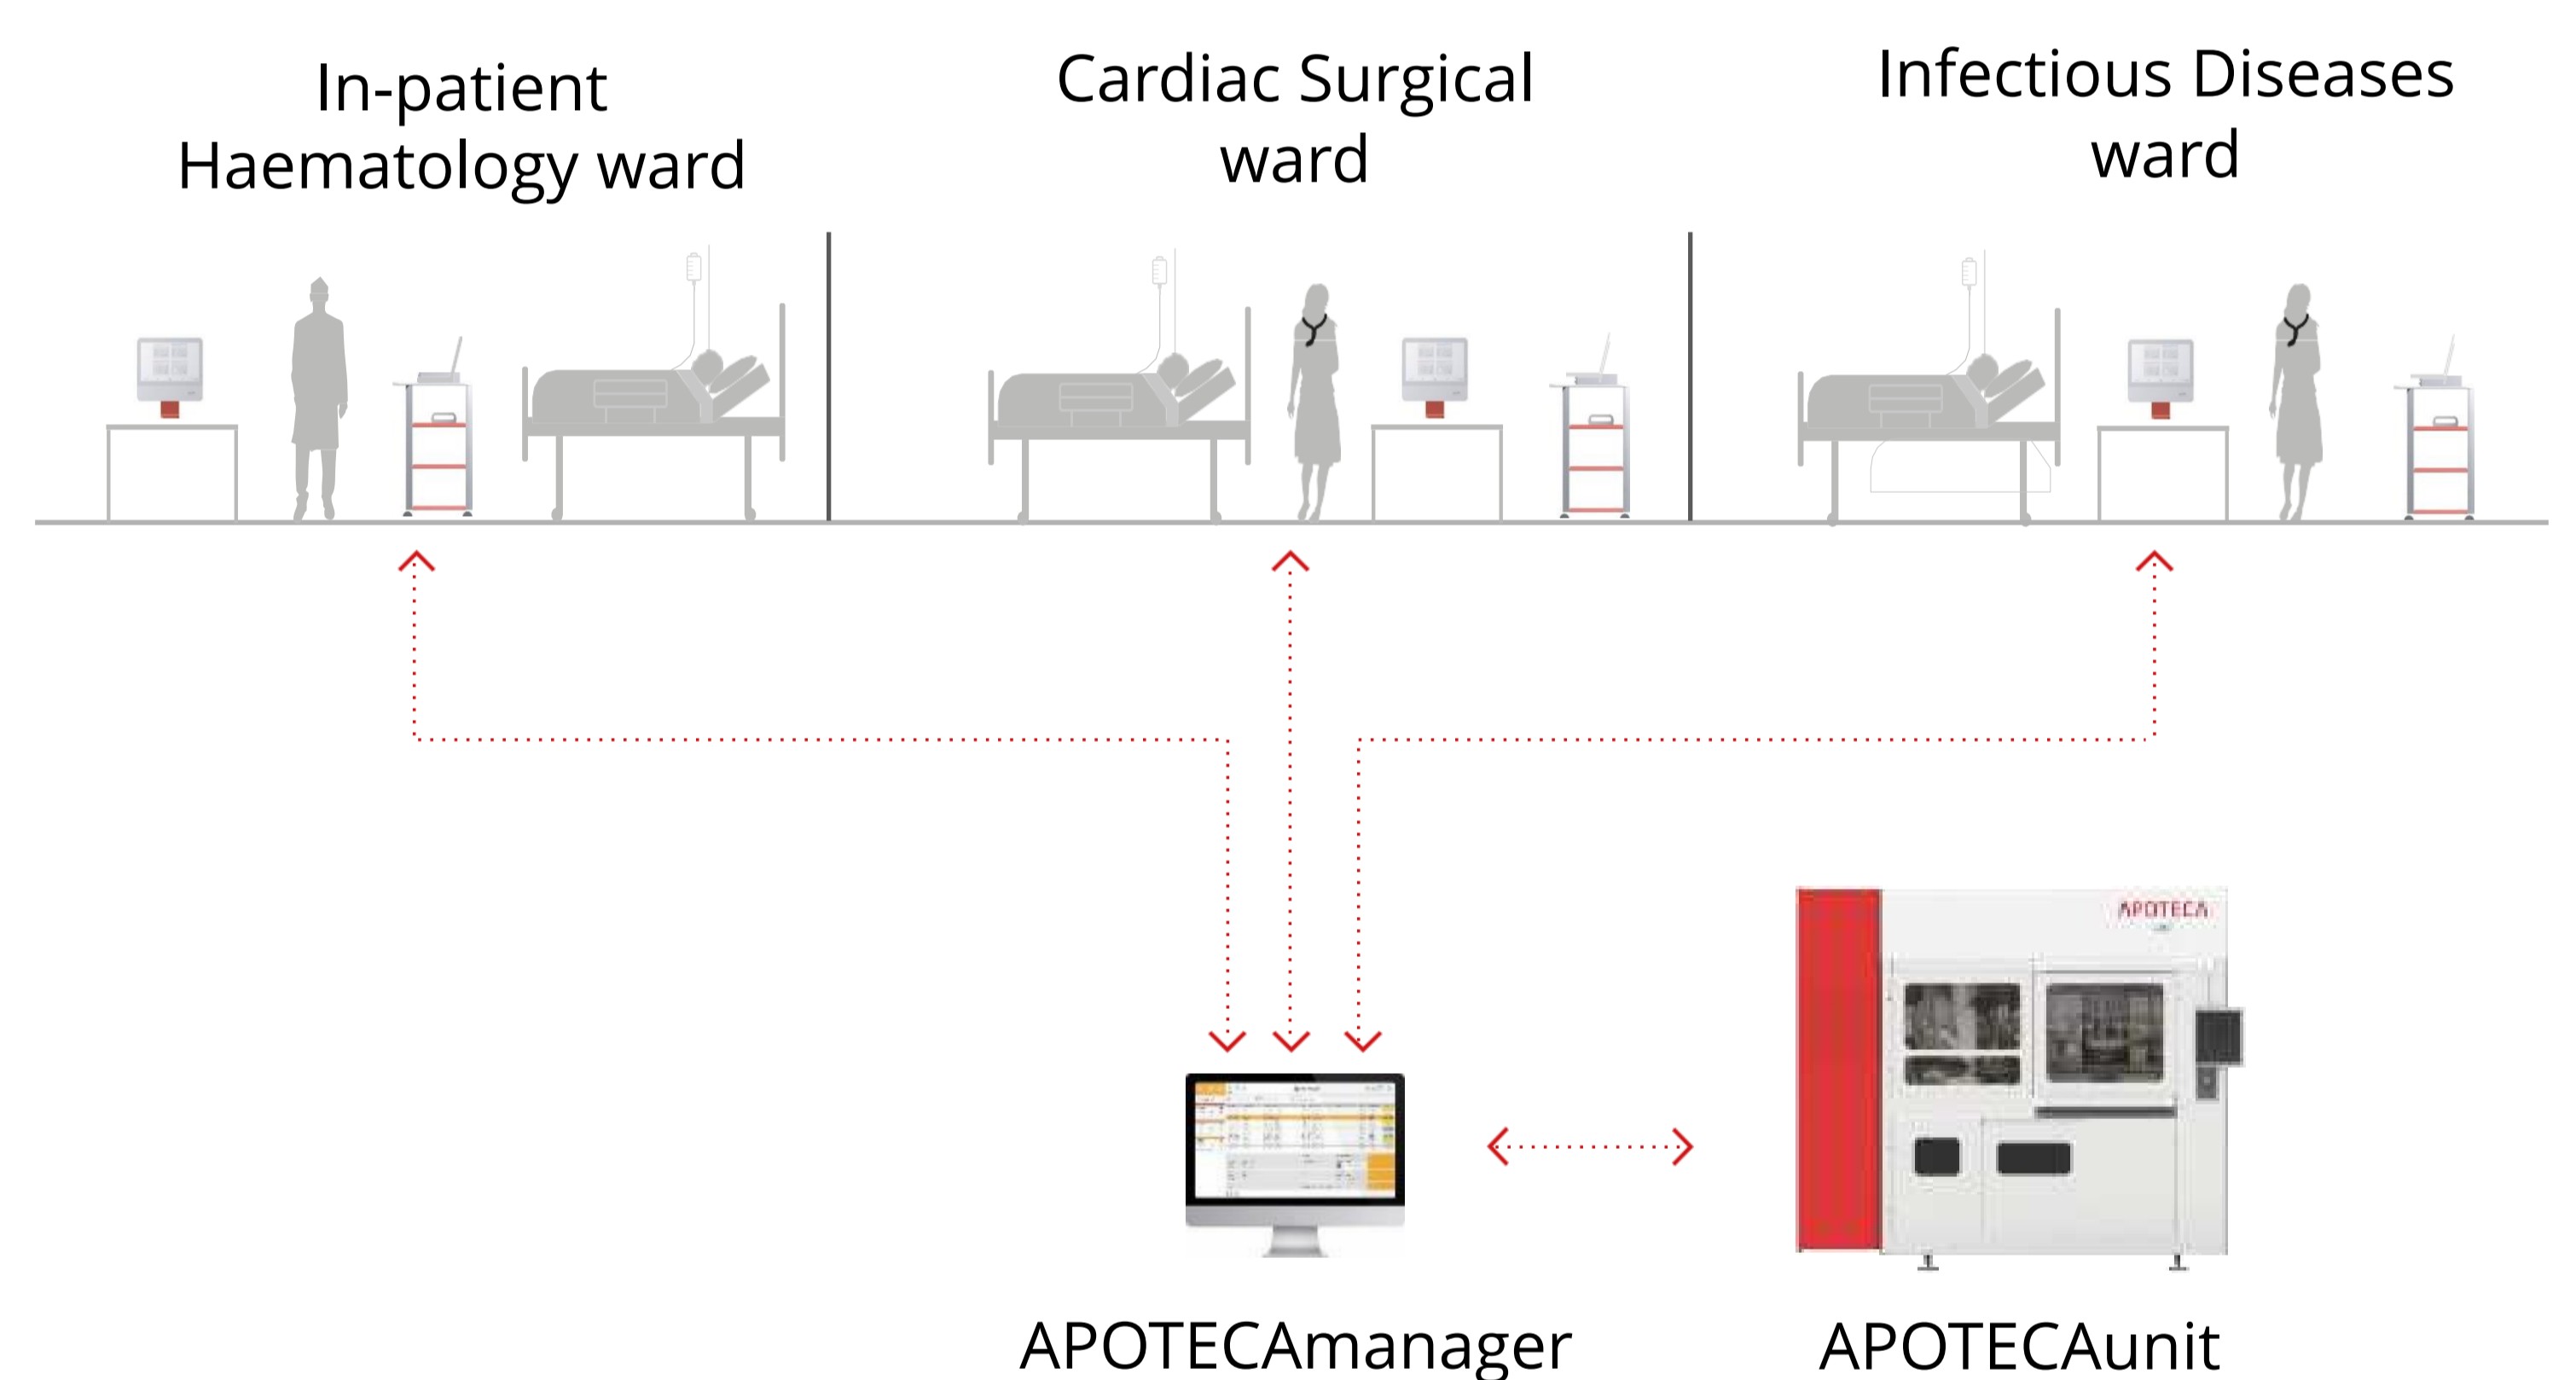 In-patient
Haematology ward
Cardiac Surgical
ward
Infectious Diseases
ward
APOTECA
APOTECAmanager
APOTECAunit